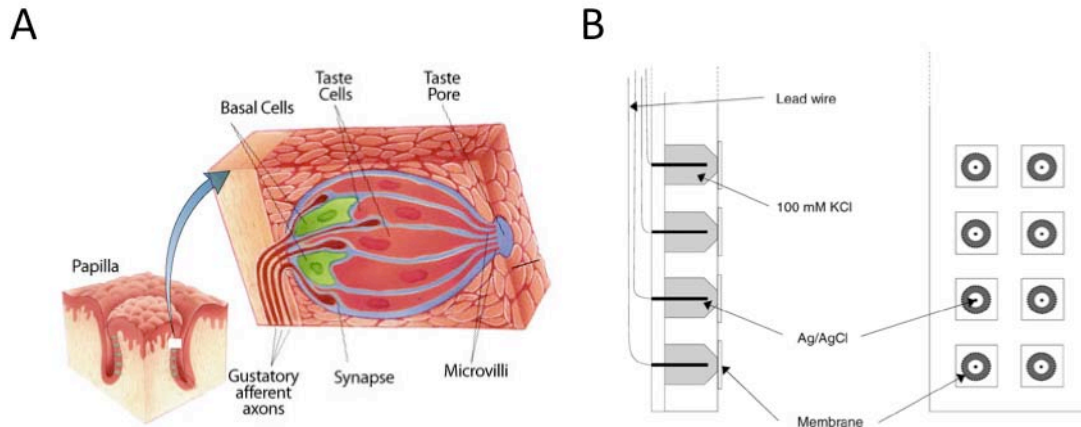 A
B
Taste
Cells
Taste
Pore
Basal Cells
Papilla
Gustatory
afferent
axons
Synapse
Microvilli
Lead wire
100 mM KCl
Ag/AgCl
Membrane